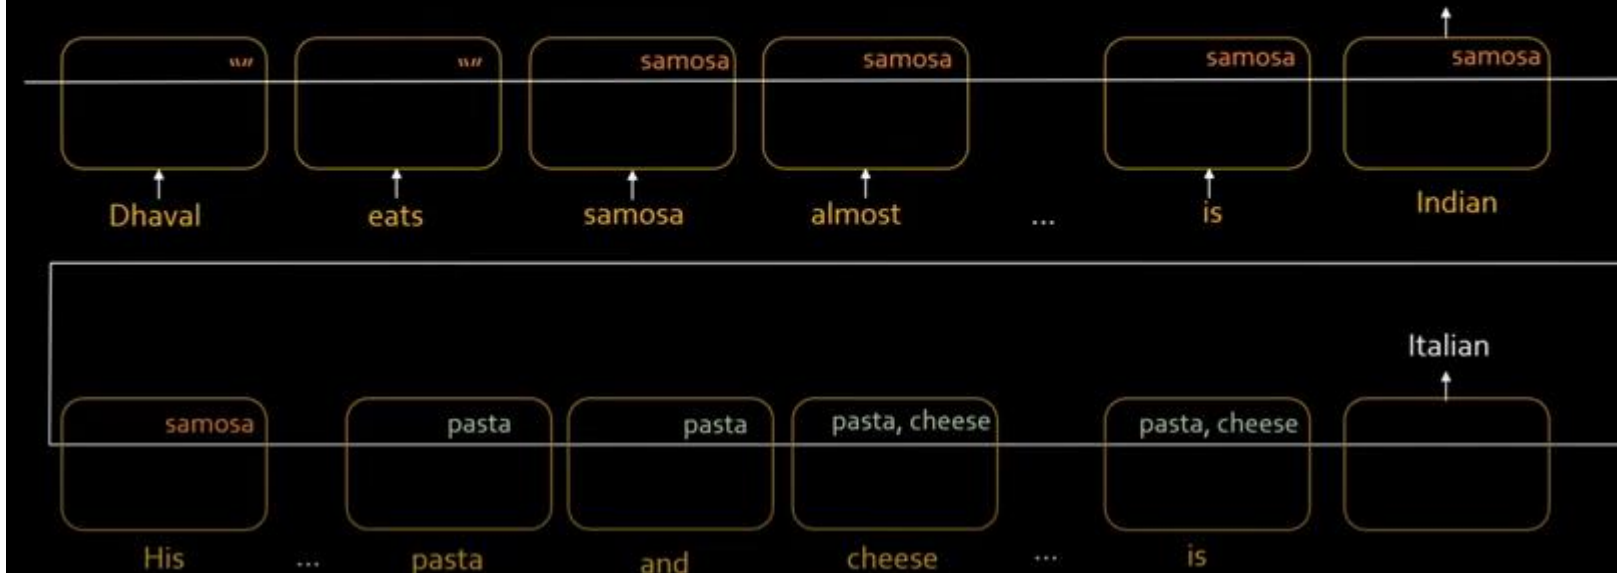 "" "" samosa samosa samosa samosa
Dhaval eats samosa almost ... is Indian
Italian
samosa pasta pasta pasta, cheese pasta, cheese
His ... pasta and cheese ... is